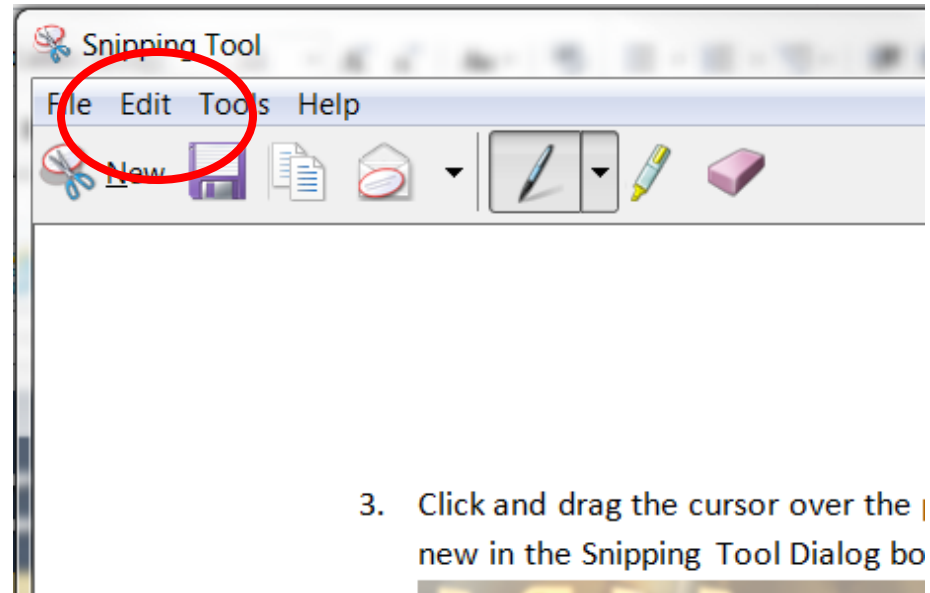 Snipping Tool
File Edit Tools Help
New
3. Click and drag the cursor over the
new in the Snipping Tool Dialog bo